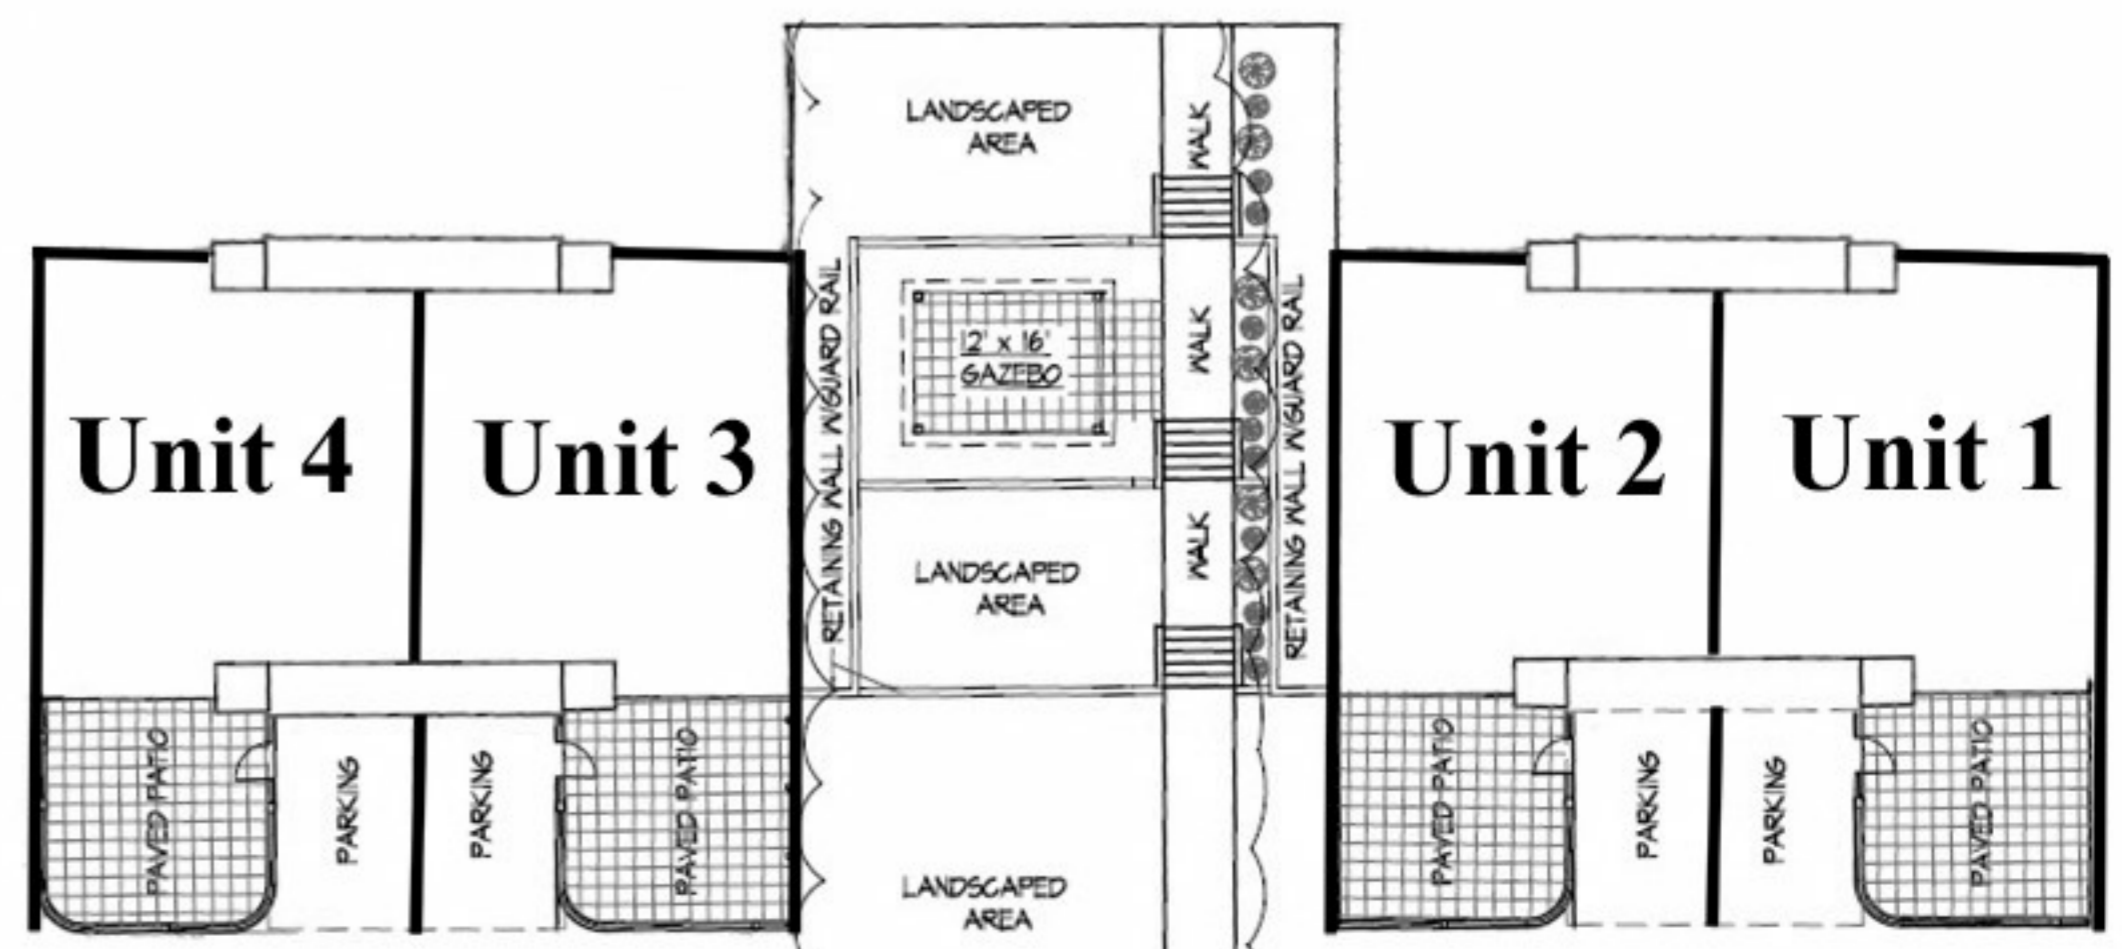 LANDSCAPED
AREA
WALK
RETAINING WALL W/GUARD RAIL
12' x 16'
GAZEBO
WALK
RETAINING WALL W/GUARD RAIL
Unit 4
Unit 3
Unit 2
Unit 1
WALK
LANDSCAPED
AREA
PAVED PATIO
PARKING
PARKING
PAVED PATIO
LANDSCAPED
AREA
PAVED PATIO
PARKING
PARKING
PAVED PATIO